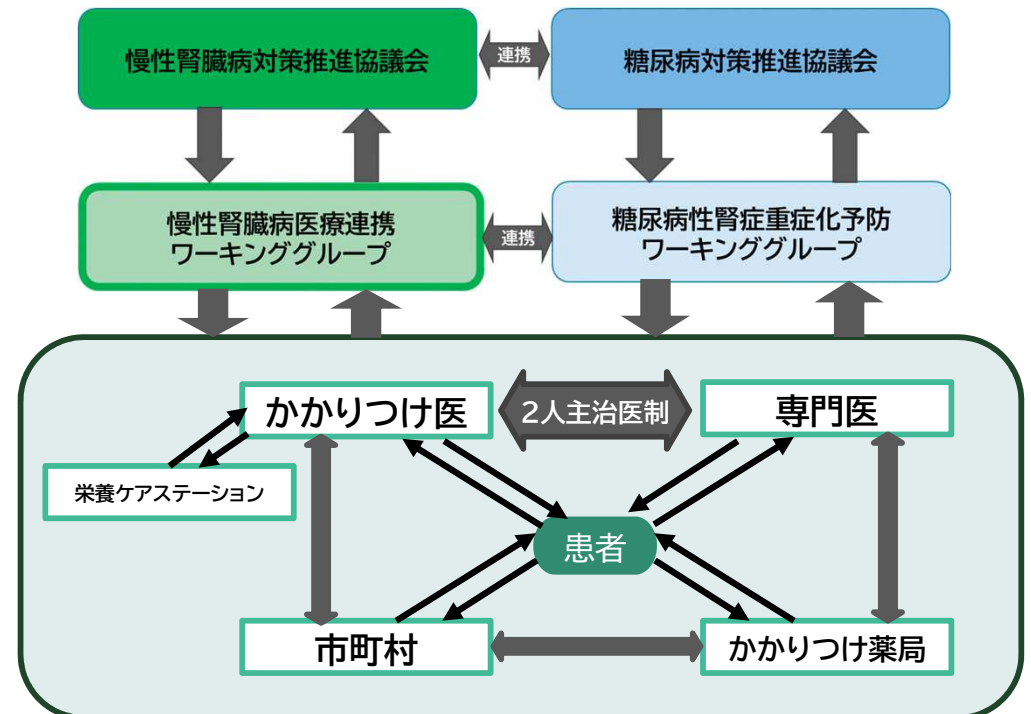 慢性腎臓病対策推進協議会
連携
糖尿病対策推進協議会
慢性腎臓病医療連携
ワーキンググループ
連携
糖尿病性腎症重症化予防
ワーキンググループ
かかりつけ医
2人主治医制
専門医
栄養ケアステーション
患者
市町村
かかりつけ薬局